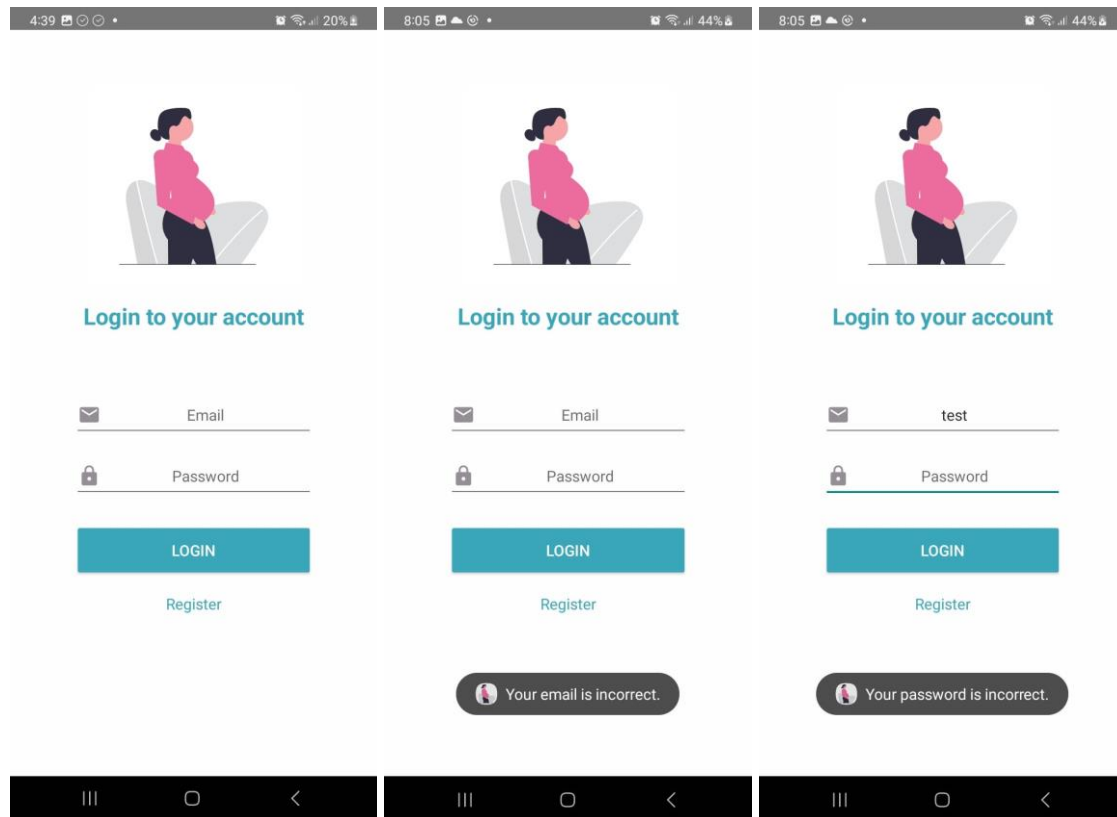 4:39
20%
Login to your account
Email
Password
LOGIN
Register
8:05
44%
Login to your account
Email
Password
LOGIN
Register
Your email is incorrect.
8:05
44%
Login to your account
test
Password
LOGIN
Register
Your password is incorrect.